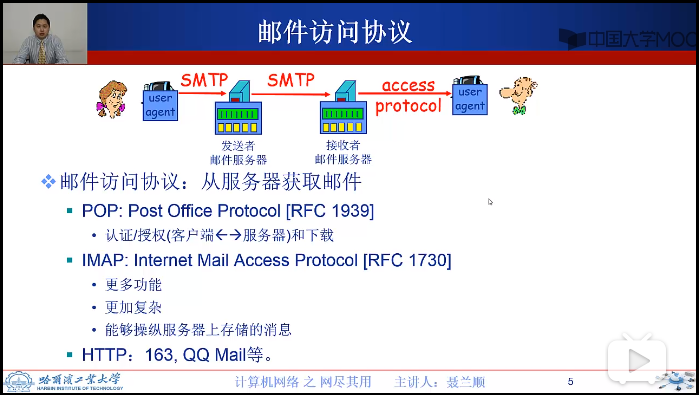 邮件访问协议
中国大学MOOC
SMTP
SMTP
access
protocol
user
agent
user
agent
发送者
邮件服务器
接收者
邮件服务器
邮件访问协议：从服务器获取邮件
POP: Post Office Protocol [RFC 1939]
认证/授权(客户端←→服务器)和下载
IMAP: Internet Mail Access Protocol [RFC 1730]
更多功能
更加复杂
能够操纵服务器上存储的消息
HTTP：163, QQ Mail等。
哈尔滨工业大学
HARBIN INSTITUTE OF TECHNOLOGY
计算机网络 之 网尽其用 主讲人：聂兰顺
5